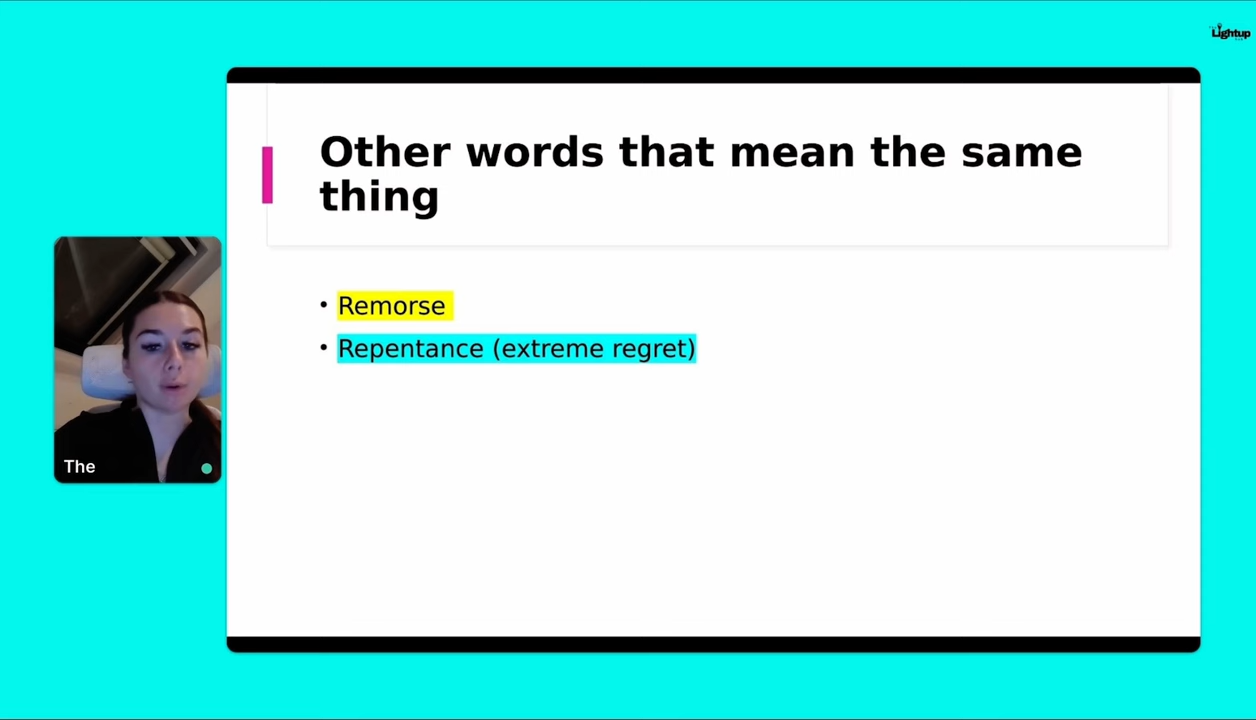 Lightup
Other words that mean the same
thing
• Remorse
• Repentance (extreme regret)
The